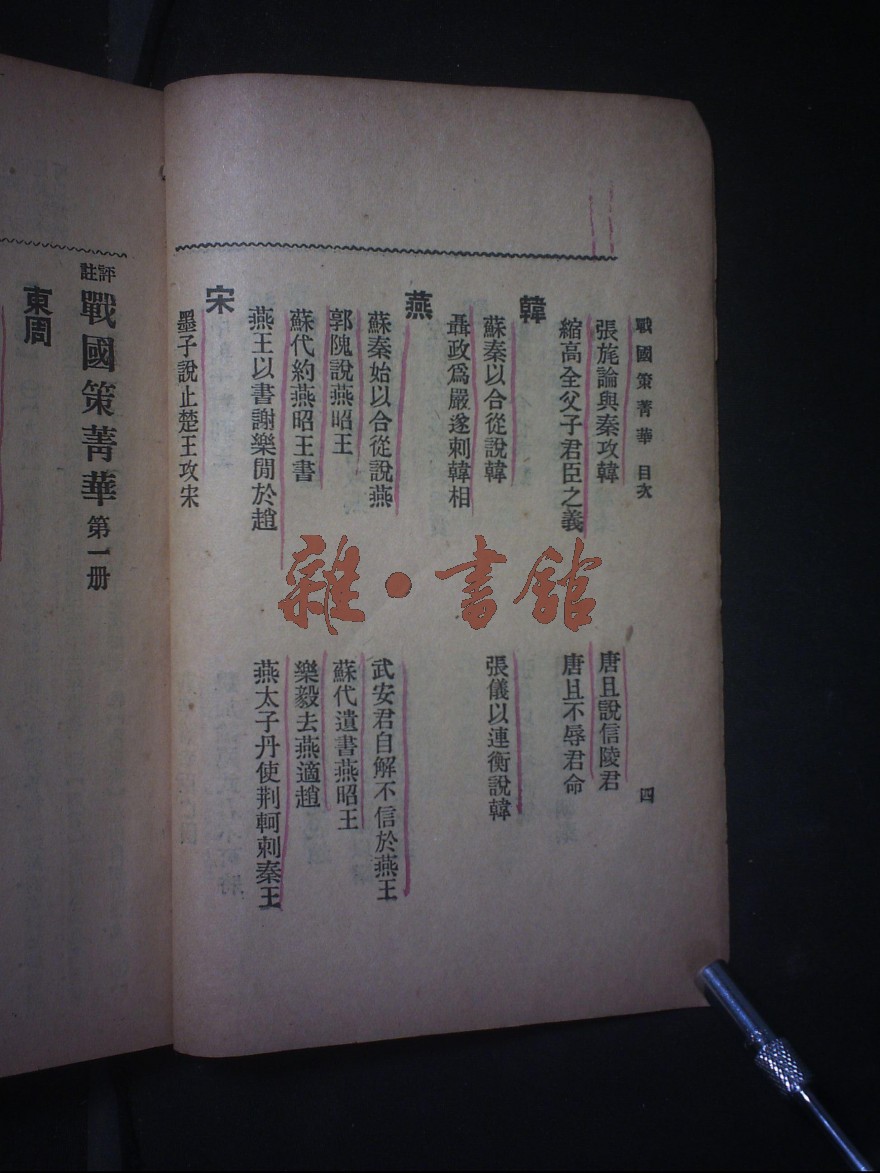 戰國策菁華 目次
四
張旄論與秦攻韓
唐且說信陵君
縮高全父子君臣之義
唐且不辱君命
韓
蘇秦以合從說韓
張儀以連衡說韓
聶政爲嚴遂刺韓相
燕
蘇秦始以合從說燕
武安君自解不信於燕王
郭隗說燕昭王
蘇代遺書燕昭王
蘇代約燕昭王書
樂毅去燕適趙
燕王以書謝樂閒於趙
燕太子丹使荆軻刺秦王
宋
墨子說止楚王攻宋
評註
戰國策菁華 第一册
東周
雜·書館